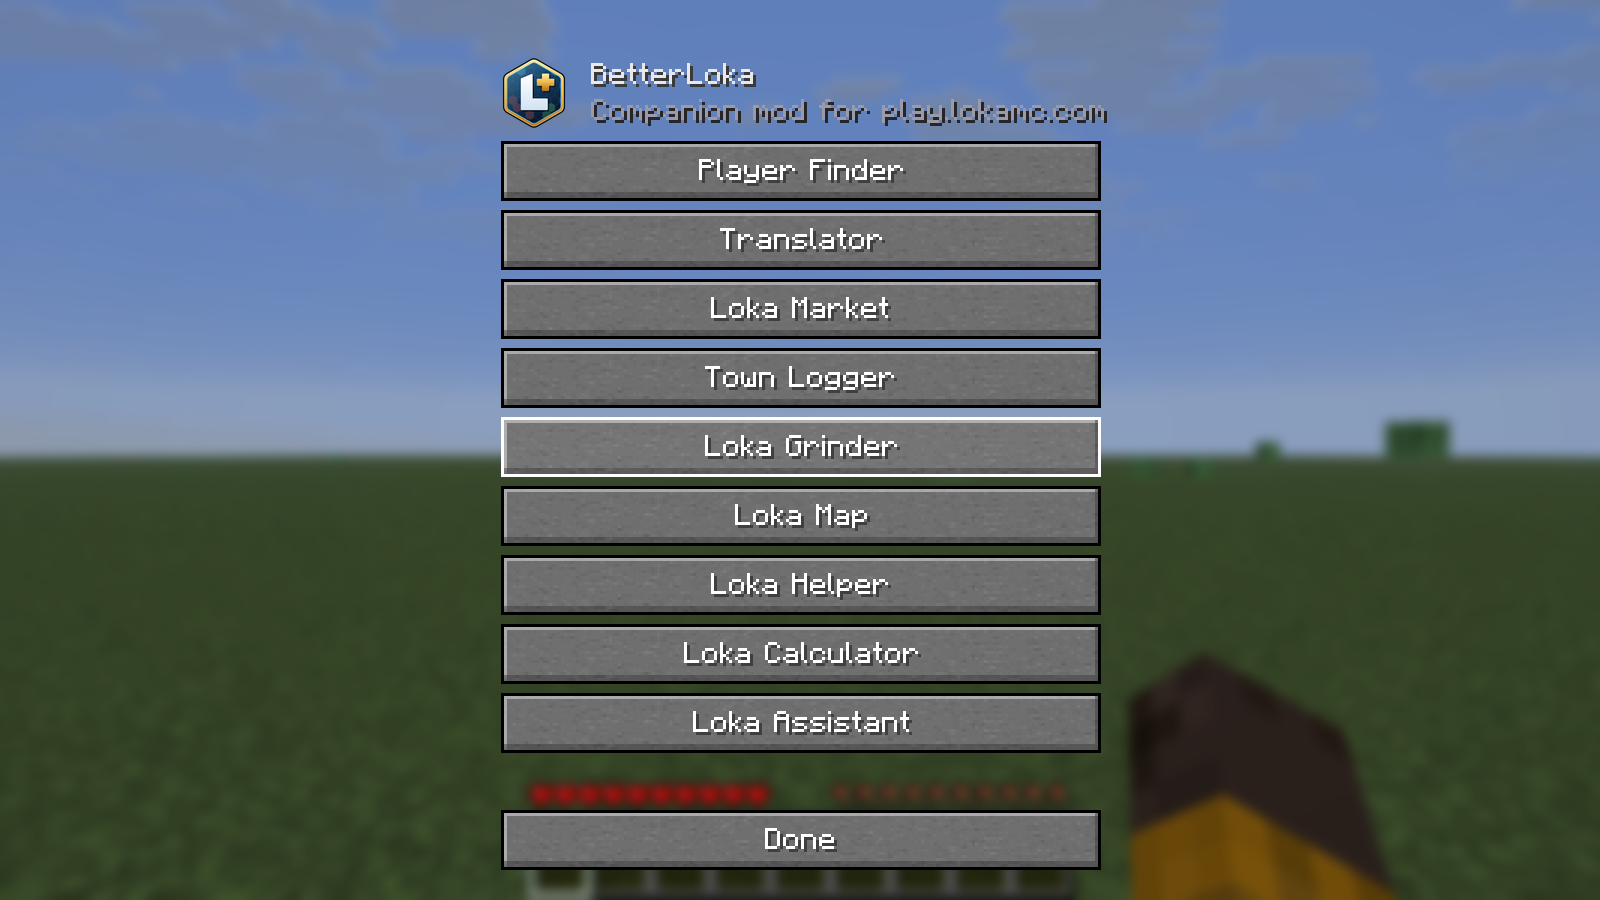 BetterLoka
Companion mod for play.lokamc.com
Player Finder
Translator
Loka Market
Town Logger
Loka Grinder
Loka Map
Loka Helper
Loka Calculator
Loka Assistant
Done